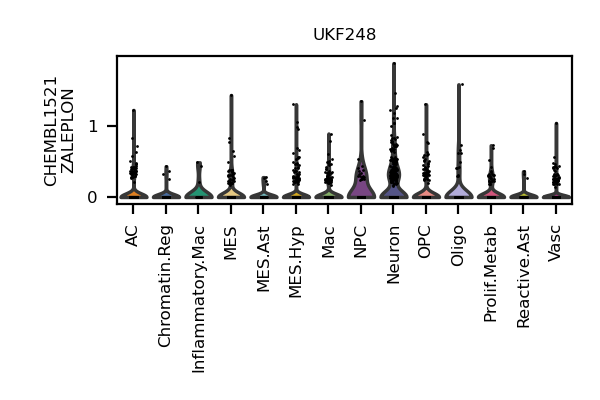 UKF248
CHEMBL1521
ZALEPLON
1
0
AC
Chromatin.Reg
Inflammatory.Mac
MES
MES.Ast
MES.Hyp
Mac
NPC
Neuron
OPC
Oligo
Prolif.Metab
Reactive.Ast
Vasc